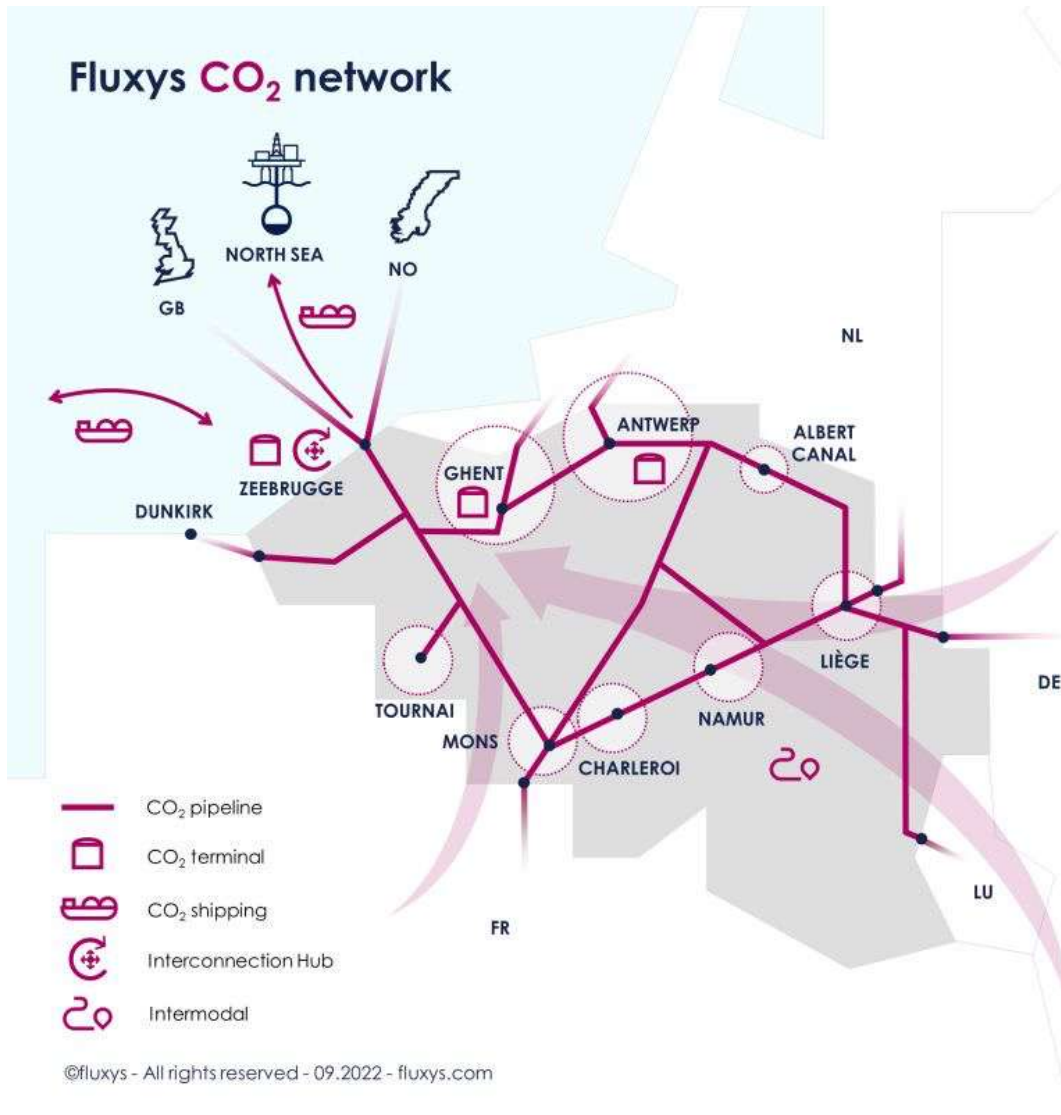 Fluxys CO₂ network
NORTH SEA
GB
NO
NL
ANTWERP
ALBERT
CANAL
GHENT
ZEEBRUGGE
DUNKIRK
LIÈGE
DE
TOURNAI
NAMUR
MONS
CHARLEROI
LU
FR
CO₂ pipeline
CO₂ terminal
CO₂ shipping
Interconnection Hub
Intermodal
©fluxys - All rights reserved - 09.2022 - fluxys.com